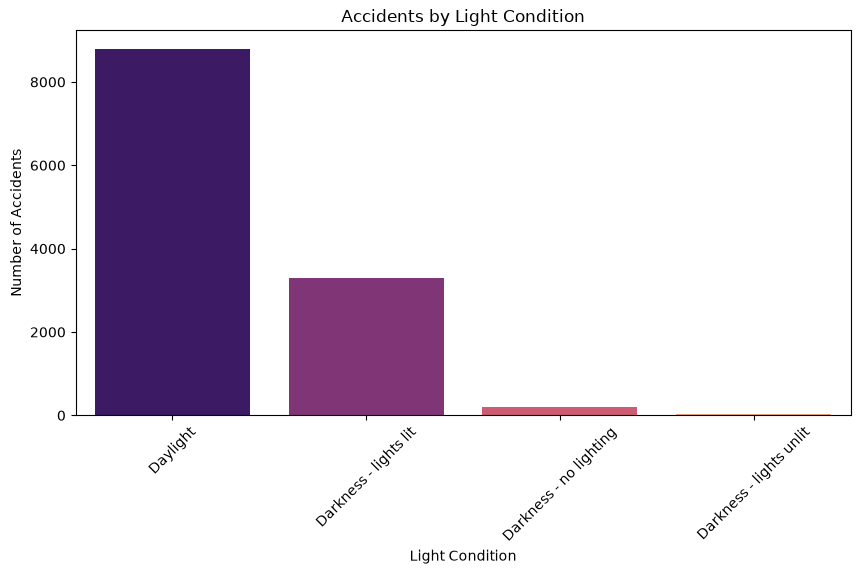 Accidents by Light Condition
Number of Accidents
8000
6000
4000
2000
0
Daylight
Darkness - lights lit
Darkness - no lighting
Darkness - lights unlit
Light Condition